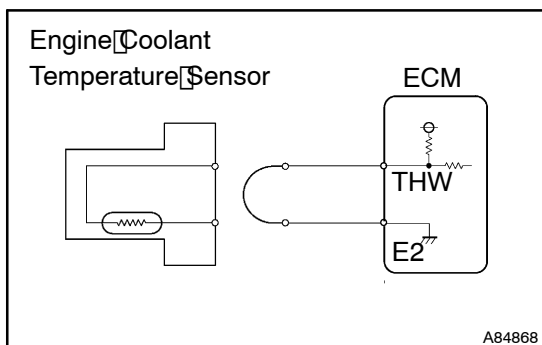 Engine Coolant
Temperature Sensor
ECM
THW
E2
A84868